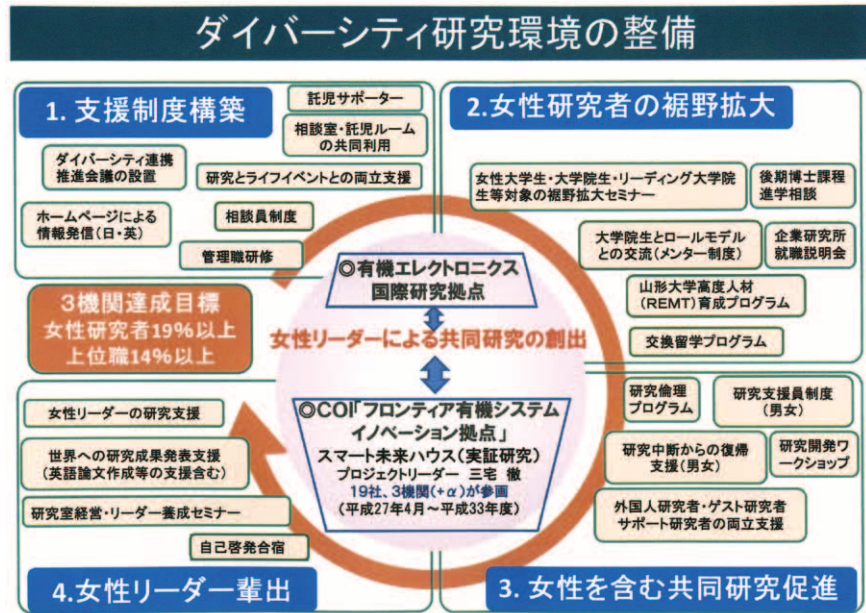 ダイバーシティ研究環境の整備
1. 支援制度構築
託児サポーター
相談室・託児ルーム
の共同利用
ダイバーシティ連携
推進会議の設置
研究とライフイベントとの両立支援
ホームページによる
情報発信(日・英)
相談員制度
管理職研修
2.女性研究者の裾野拡大
女性大学生・大学院生・リーディング大学院
生等対象の裾野拡大セミナー
後期博士課程
進学相談
大学院生とロールモデル
との交流(メンター制度)
企業研究所
就職説明会
山形大学高度人材
(REMT)育成プログラム
交換留学プログラム
3機関達成目標
女性研究者19%以上
上位職14%以上
◎有機エレクトロニクス
国際研究拠点
女性リーダーによる共同研究の創出
◎COI「フロンティア有機システム
イノベーション拠点」
スマート未来ハウス(実証研究)
プロジェクトリーダー 三宅 徹
19社、3機関(+α)が参画
(平成27年4月～平成33年度)
女性リーダーの研究支援
世界への研究成果発表支援
(英語論文作成等の支援含む)
研究室経営・リーダー養成セミナー
自己啓発合宿
4.女性リーダー輩出
研究倫理
プログラム
研究支援員制度
(男女)
研究中断からの復帰
支援(男女)
研究開発ワ
ークショップ
外国人研究者・ゲスト研究者
サポート研究者の両立支援
3. 女性を含む共同研究促進